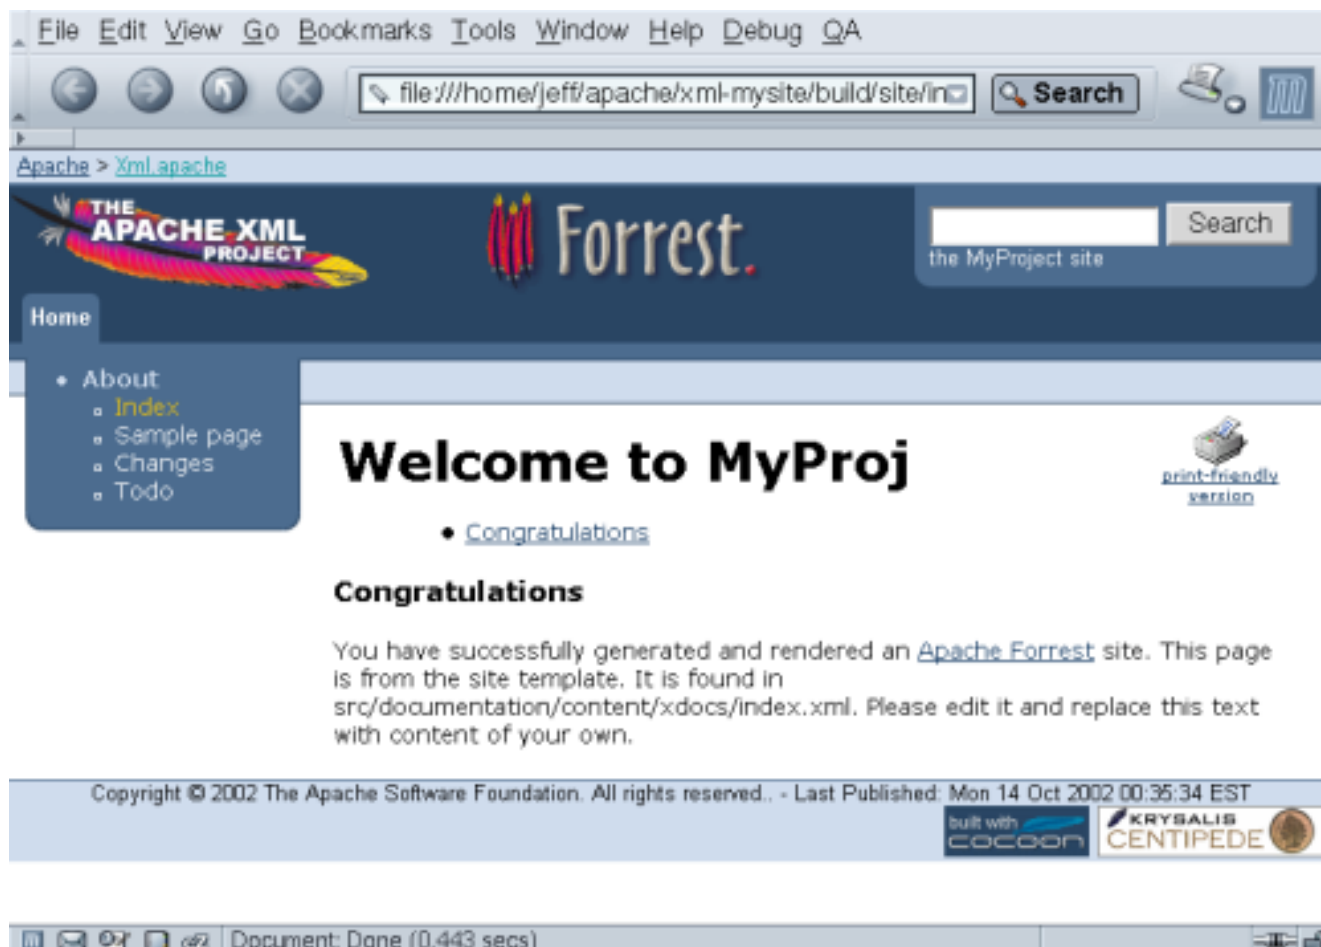 File Edit View Go Bookmarks Tools Window Help Debug QA
file:///home/jeff/apache/xml-mysite/build/site/in
Search
Apache > Xml.apache
THE
APACHE XML
PROJECT
Forrest.
Search
the MyProject site
Home
About
Index
Sample page
Changes
Todo
Welcome to MyProj
print-friendly
version
Congratulations
Congratulations
You have successfully generated and rendered an Apache Forrest site. This page
is from the site template. It is found in
src/documentation/content/xdocs/index.xml. Please edit it and replace this text
with content of your own.
Copyright © 2002 The Apache Software Foundation. All rights reserved.. - Last Published: Mon 14 Oct 2002 00:35:34 EST
built with
cocoon
KRYSALIS
CENTIPEDE
Document: Done (0.443 secs)